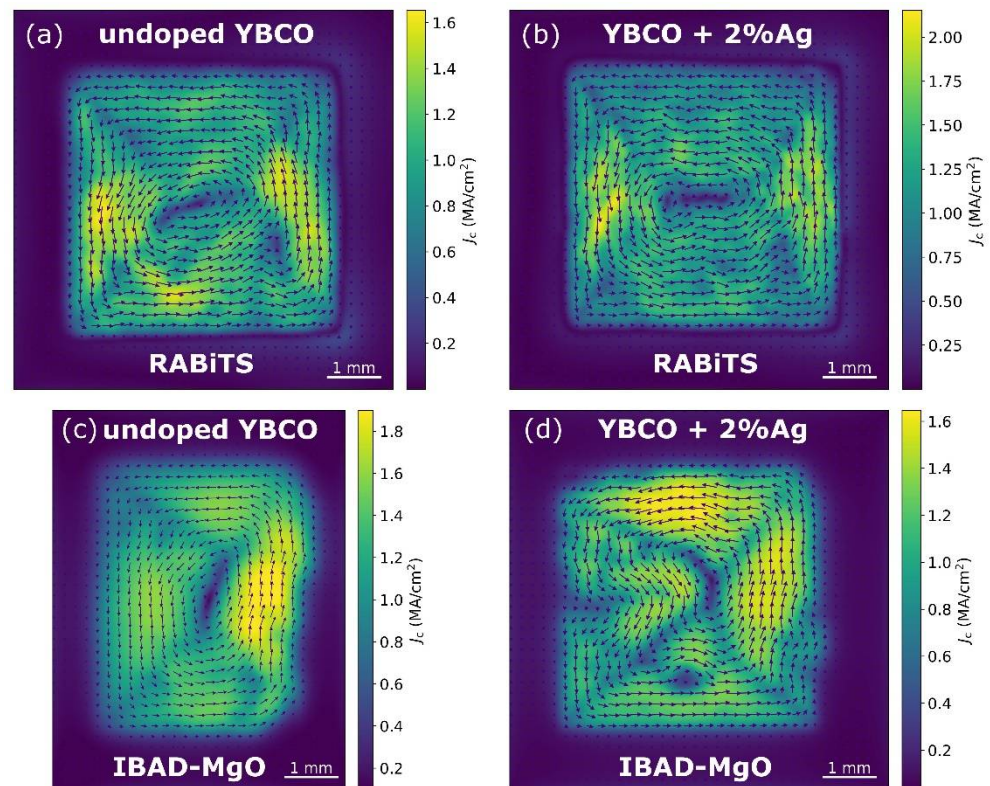 (a) undoped YBCO
RABiTS
1 mm
1.6
1.4
1.2
1.0
0.8
0.6
0.4
0.2
J_c (MA/cm²)
(b) YBCO + 2%Ag
RABiTS
1 mm
2.00
1.75
1.50
1.25
1.00
0.75
0.50
0.25
J_c (MA/cm²)
(c) undoped YBCO
IBAD-MgO
1 mm
1.8
1.6
1.4
1.2
1.0
0.8
0.6
0.4
0.2
J_c (MA/cm²)
(d) YBCO + 2%Ag
IBAD-MgO
1 mm
1.6
1.4
1.2
1.0
0.8
0.6
0.4
0.2
J_c (MA/cm²)